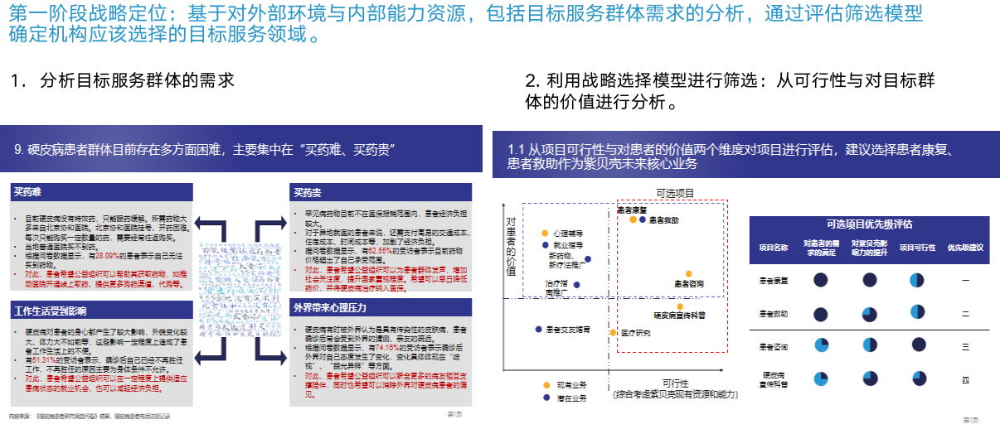 第一阶段战略定位：基于对外部环境与内部能力资源，包括目标服务群体需求的分析，通过评估筛选模型
确定机构应该选择的目标服务领域。
1. 分析目标服务群体的需求
9. 硬皮病患者群体目前存在多方面困难，主要集中在“买药难、买药贵”
买药难
• 目前硬皮病没有特效药，只能服药缓解。所需药物大
多来自北京协和医院。北京协和医院挂号、开药困难。
每次只能购买一定数量的药，需要经常往返购买。
• 当地普通医院买不到药。
• 根据问卷数据显示，有28.09%的患者表示自己无法
买到药物。
• 对此，患者希望公益组织可以帮助其获取药物，如推
动医院开通线上取药、提供更多购药渠道、代购等。
买药贵
• 罕见病药物目前不在医保报销范围内，患者经济负担
较大。
• 对于异地就医的患者来说，还需支付高昂的交通成本、
住宿成本、时间成本等，加剧了经济负担。
• 据问卷数据显示，有62.55%的受访者表示目前药物
价格超出了自己承受范围。
• 对此，患者希望公益组织可以为患者群体发声，增加
社会关注度，提升国家重视程度。希望可以早日降低
药价，并将硬皮病治疗纳入医保。
工作生活受到影响
• 硬皮病对患者的身心都产生了较大影响，外貌变化较
大、体力大不如前等，这些影响一定程度上造成了患
者工作生活上的不便。
• 有51.31%的受访者表示，确诊后自己已经不再胜任
工作，不再胜任的原因主要为身体条件不允许。
• 对此，患者希望公益组织可以在一定程度上提供适应
患病状态的就业机会，也可以减轻经济负担。
外界带来心理压力
• 硬皮病有时被外界认为是具有传染性的皮肤病，患者
确诊后常会受到外界的猜测、亲友的疏远。
• 根据问卷数据显示，有74.16%的受访者表示确诊后
外界对自己态度发生了变化，变化具体体现在“歧
视”、“眼光异样”等方面。
• 对此，患者希望公益组织可以联合更多的病友相互支
撑陪伴，同时也希望可以消除外界对硬皮病患者的偏
见。
内容来源：《硬皮病患者研究调查问卷》结果，硬皮病患者电话访谈记录
第1页
2. 利用战略选择模型进行筛选：从可行性与对目标群
体的价值进行分析。
1.1 从项目可行性与对患者的价值两个维度对项目进行评估，建议选择患者康复、
患者救助作为紫贝壳未来核心业务
可选项目
对患者的价值
患者康复
患者救助
心理辅导
就业指导
新药物、
新疗法推广
治疗指
南推广
患者咨询
硬皮病宣传科普
患者交友婚育
医疗研究
现有业务
潜在业务
可行性
（综合考虑紫贝壳现有资源和能力）
可选项目优先级评估
项目名称 对患者的需 对紫贝壳影 项目可行性 优先级建议
求的满足 响力的提升
患者康复 一
患者救助 二
患者咨询 三
硬皮病
宣传科普 四
第1页